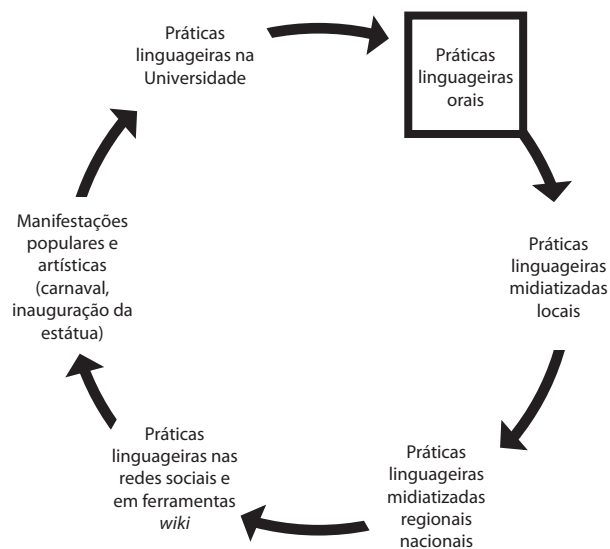 Práticas
linguageiras na
Universidade
Práticas
linguageiras
orais
Práticas
linguageiras
midiatizadas
locais
Práticas
linguageiras
midiatizadas
regionais
nacionais
Práticas
linguageiras nas
redes sociais e
em ferramentas
wiki
Manifestações
populares e
artísticas
(carnaval,
inauguração da
estátua)